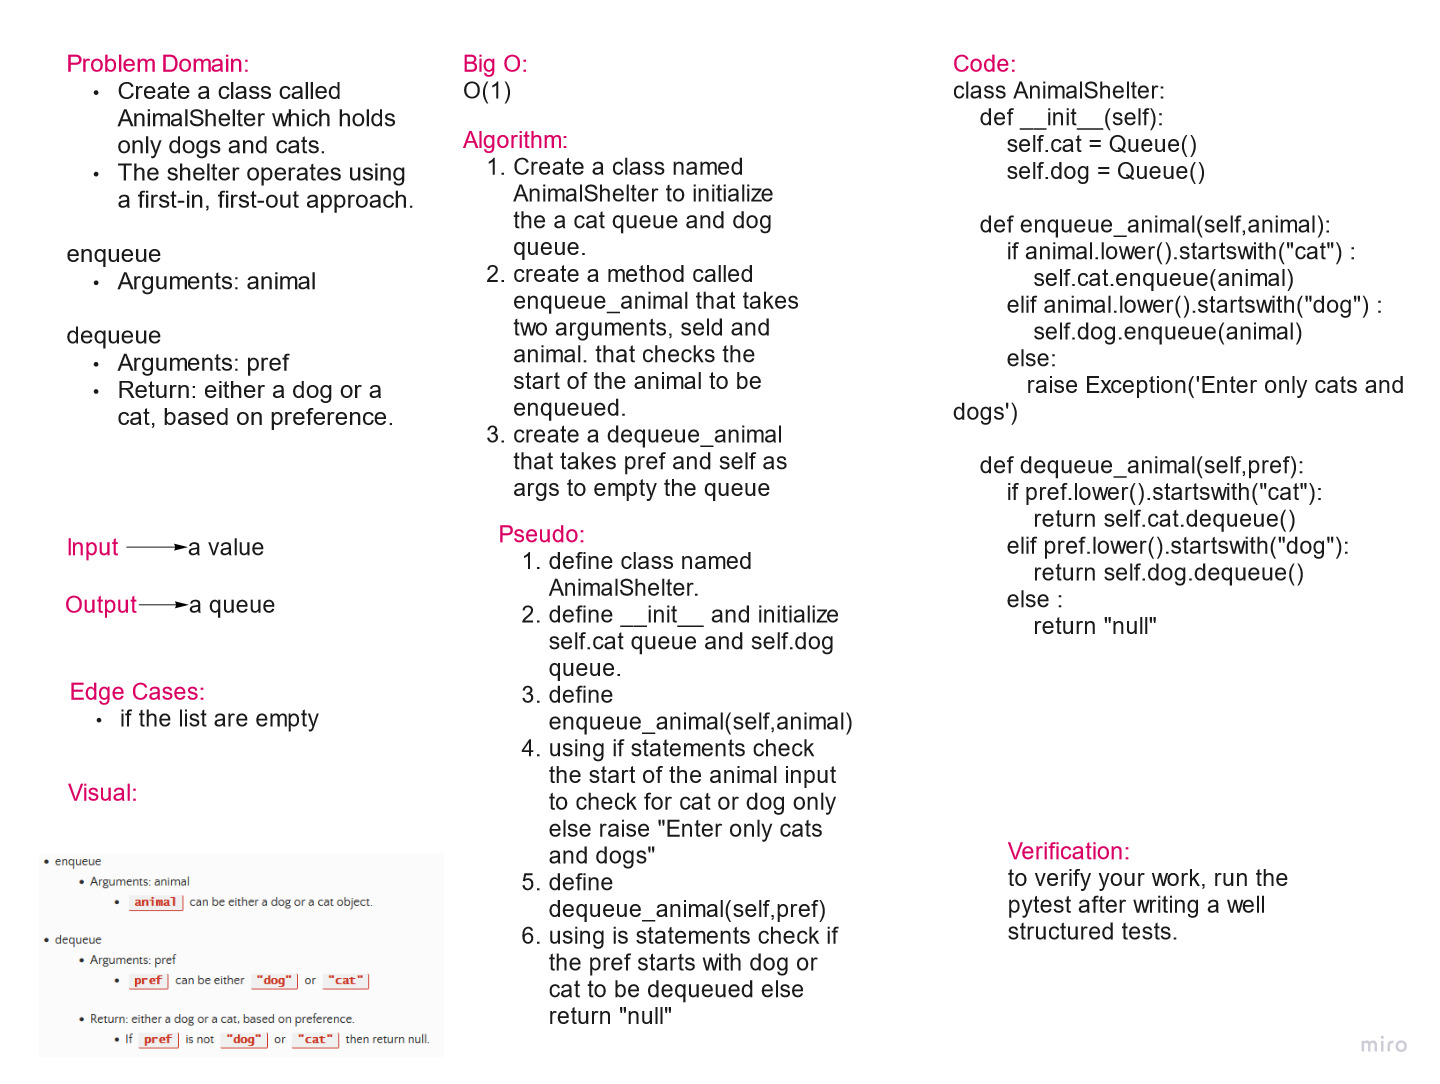 Problem Domain:
• Create a class called
AnimalShelter which holds
only dogs and cats.
• The shelter operates using
a first-in, first-out approach.
enqueue
• Arguments: animal
dequeue
• Arguments: pref
• Return: either a dog or a
cat, based on preference.
Input a value
Output a queue
Edge Cases:
• if the list are empty
Visual:
• enqueue
• Arguments: animal
• animal can be either a dog or a cat object.
• dequeue
• Arguments: pref
• pref can be either "dog" or "cat"
• Return: either a dog or a cat, based on preference.
• If pref is not "dog" or "cat" then return null.
Big O:
O(1)
Algorithm:
1. Create a class named
AnimalShelter to initialize
the a cat queue and dog
queue.
2. create a method called
enqueue_animal that takes
two arguments, seld and
animal. that checks the
start of the animal to be
enqueued.
3. create a dequeue_animal
that takes pref and self as
args to empty the queue
Pseudo:
1. define class named
AnimalShelter.
2. define __init__ and initialize
self.cat queue and self.dog
queue.
3. define
enqueue_animal(self,animal)
4. using if statements check
the start of the animal input
to check for cat or dog only
else raise "Enter only cats
and dogs"
5. define
dequeue_animal(self,pref)
6. using is statements check if
the pref starts with dog or
cat to be dequeued else
return "null"
Code:
class AnimalShelter:
def __init__(self):
self.cat = Queue()
self.dog = Queue()
def enqueue_animal(self,animal):
if animal.lower().startswith("cat") :
self.cat.enqueue(animal)
elif animal.lower().startswith("dog") :
self.dog.enqueue(animal)
else:
raise Exception('Enter only cats and
dogs')
def dequeue_animal(self,pref):
if pref.lower().startswith("cat"):
return self.cat.dequeue()
elif pref.lower().startswith("dog"):
return self.dog.dequeue()
else :
return "null"
Verification:
to verify your work, run the
pytest after writing a well
structured tests.
miro